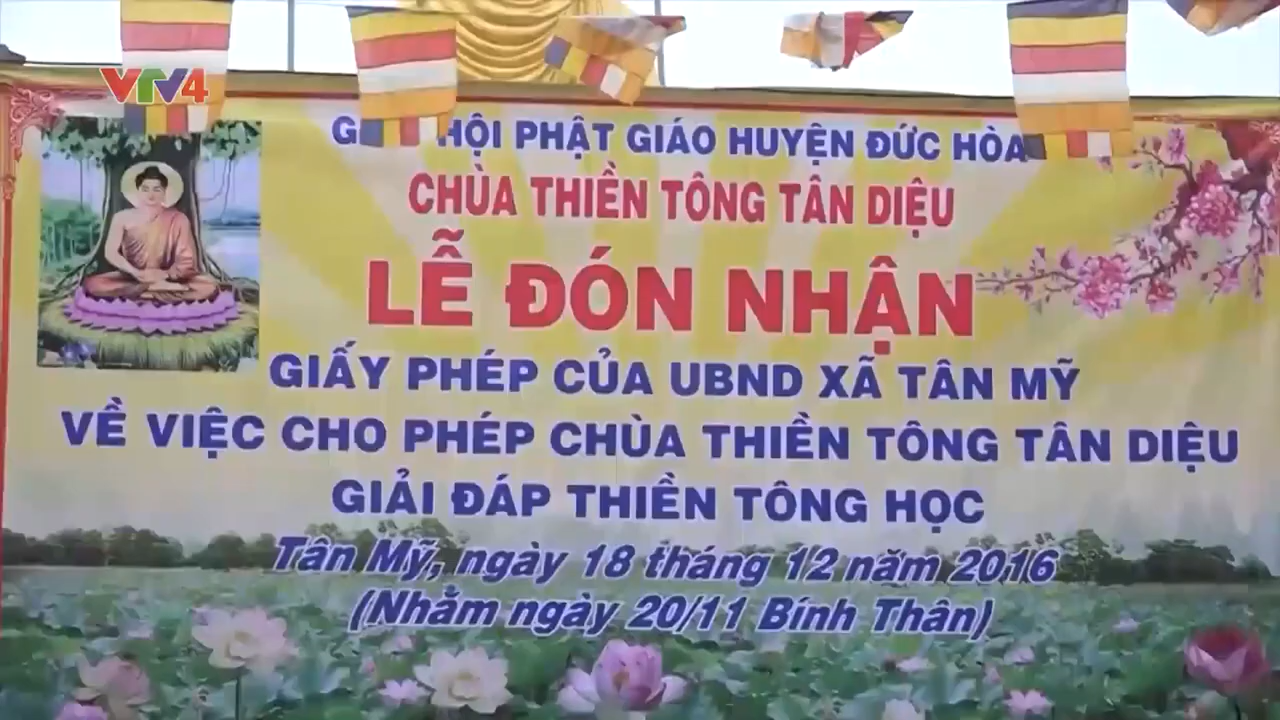 VTV4
HỘI PHẬT GIÁO HUYỆN ĐỨC HÒA
CHÙA THIỀN TÔNG TÂN DIỆU
LỄ ĐÓN NHẬN
GIẤY PHÉP CỦA UBND XÃ TÂN MỸ
VỀ VIỆC CHO PHÉP CHÙA THIỀN TÔNG TÂN DIỆU
GIẢI ĐÁP THIỀN TÔNG HỌC
Tân Mỹ, ngày 18 tháng 12 năm 2016
(Nhằm ngày 20/11 Bính Thân)